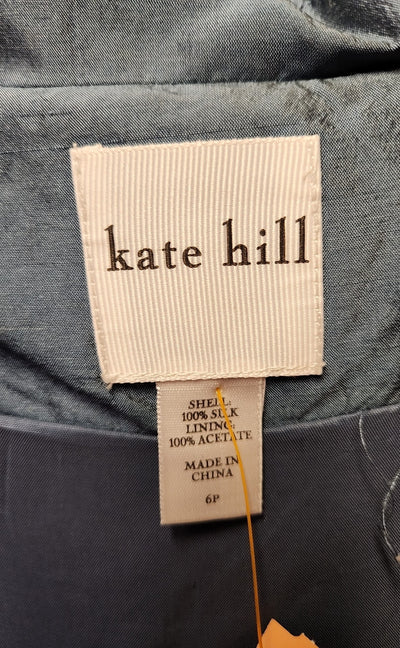 kate hill
SHELL:
100% SILK
LINING:
100% ACETATE
MADE IN
CHINA
6P